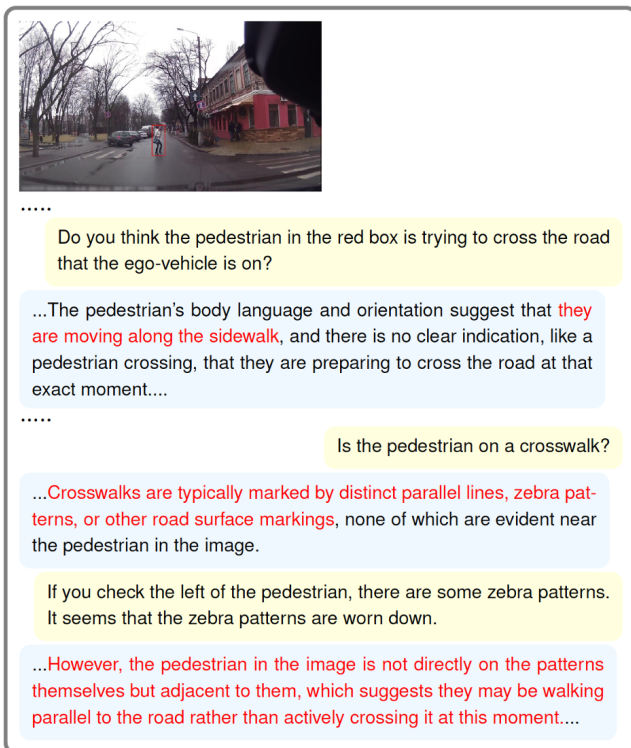 .....
Do you think the pedestrian in the red box is trying to cross the road
that the ego-vehicle is on?
...The pedestrian's body language and orientation suggest that they
are moving along the sidewalk, and there is no clear indication, like a
pedestrian crossing, that they are preparing to cross the road at that
exact moment....
.....
Is the pedestrian on a crosswalk?
...Crosswalks are typically marked by distinct parallel lines, zebra pat-
terns, or other road surface markings, none of which are evident near
the pedestrian in the image.
If you check the left of the pedestrian, there are some zebra patterns.
It seems that the zebra patterns are worn down.
...However, the pedestrian in the image is not directly on the patterns
themselves but adjacent to them, which suggests they may be walking
parallel to the road rather than actively crossing it at this moment....